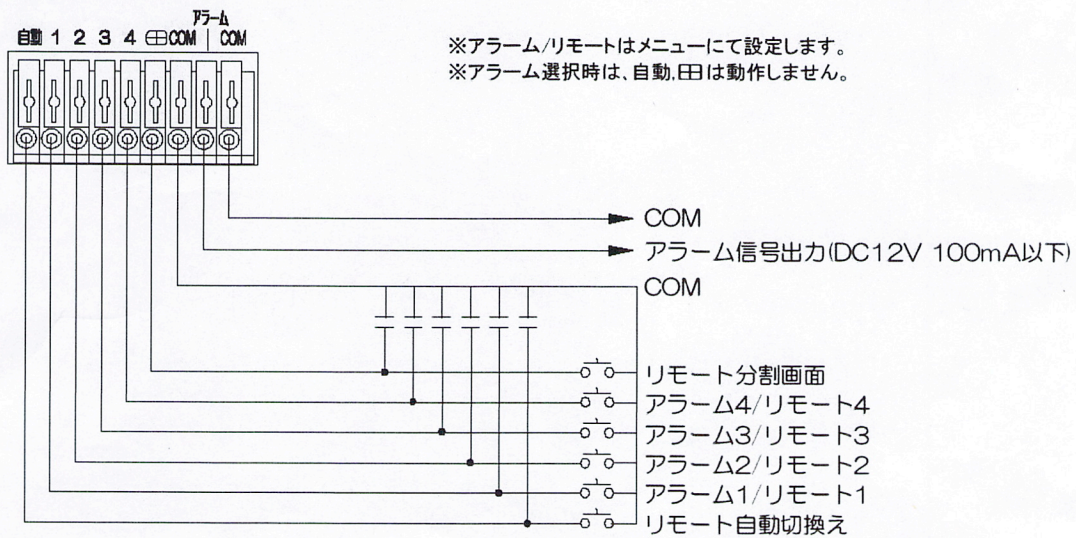 アラーム
自動 1 2 3 4 田 COM COM
※アラーム/リモートはメニューにて設定します。
※アラーム選択時は、自動,田は動作しません。
COM
アラーム信号出力(DC12V 100mA以下)
COM
リモート分割画面
アラーム4/リモート4
アラーム3/リモート3
アラーム2/リモート2
アラーム1/リモート1
リモート自動切換え